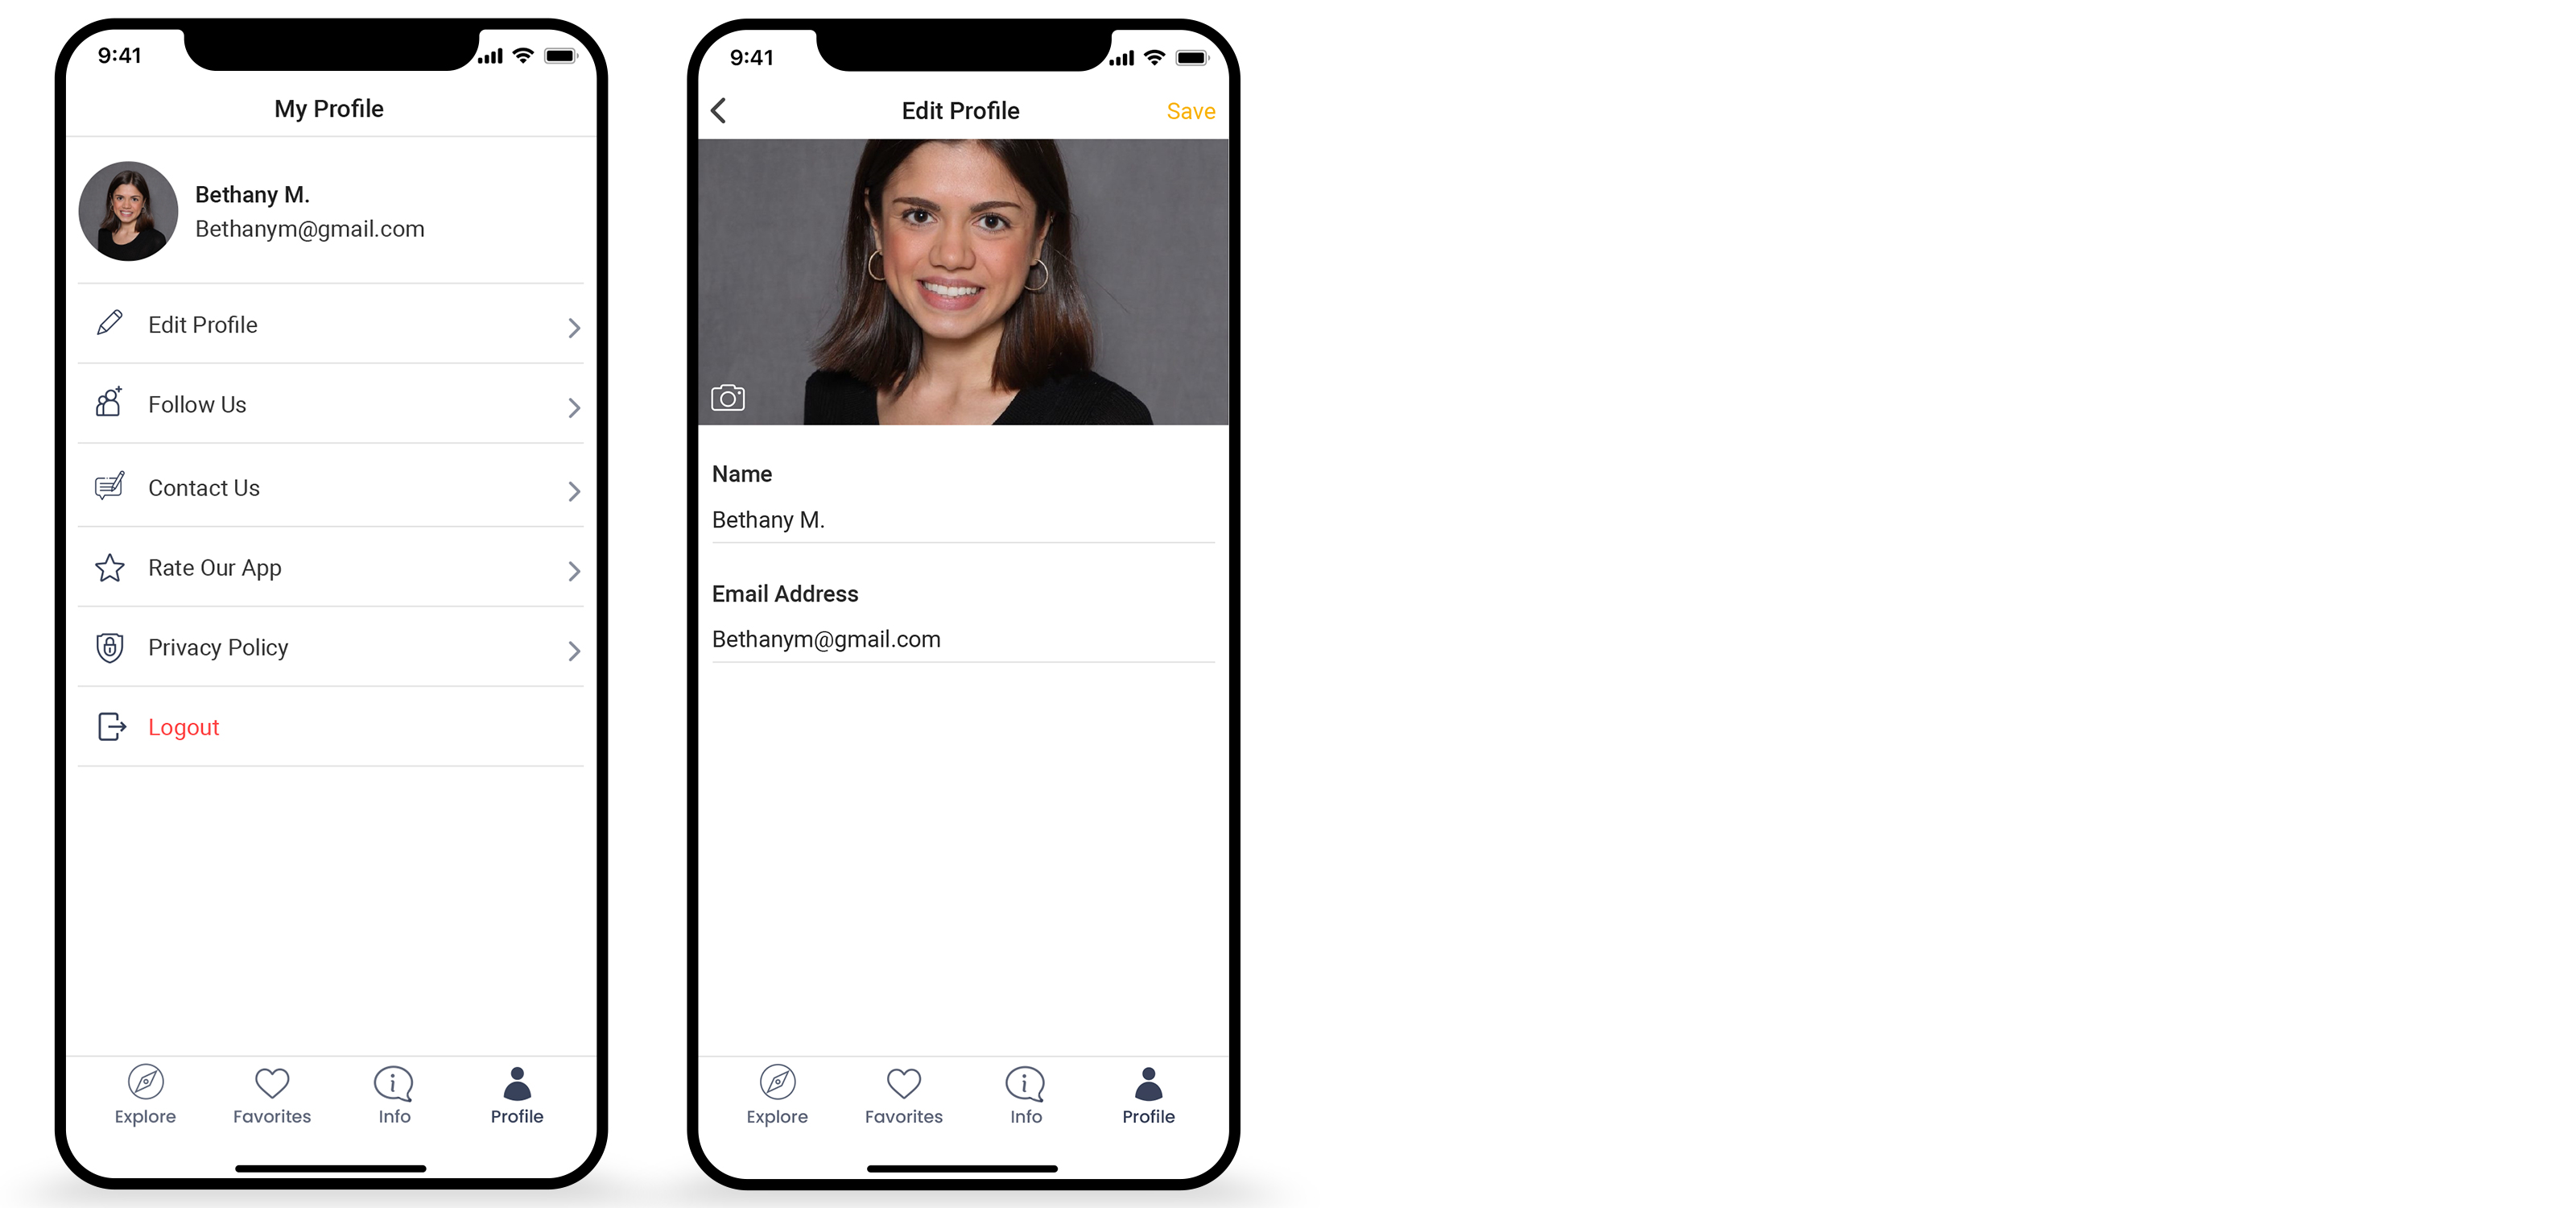 9:41
My Profile
Bethany M.
Bethanym@gmail.com
Edit Profile
Follow Us
Contact Us
Rate Our App
Privacy Policy
Logout
Explore Favorites Info Profile
9:41
Edit Profile Save
Name
Bethany M.
Email Address
Bethanym@gmail.com
Explore Favorites Info Profile